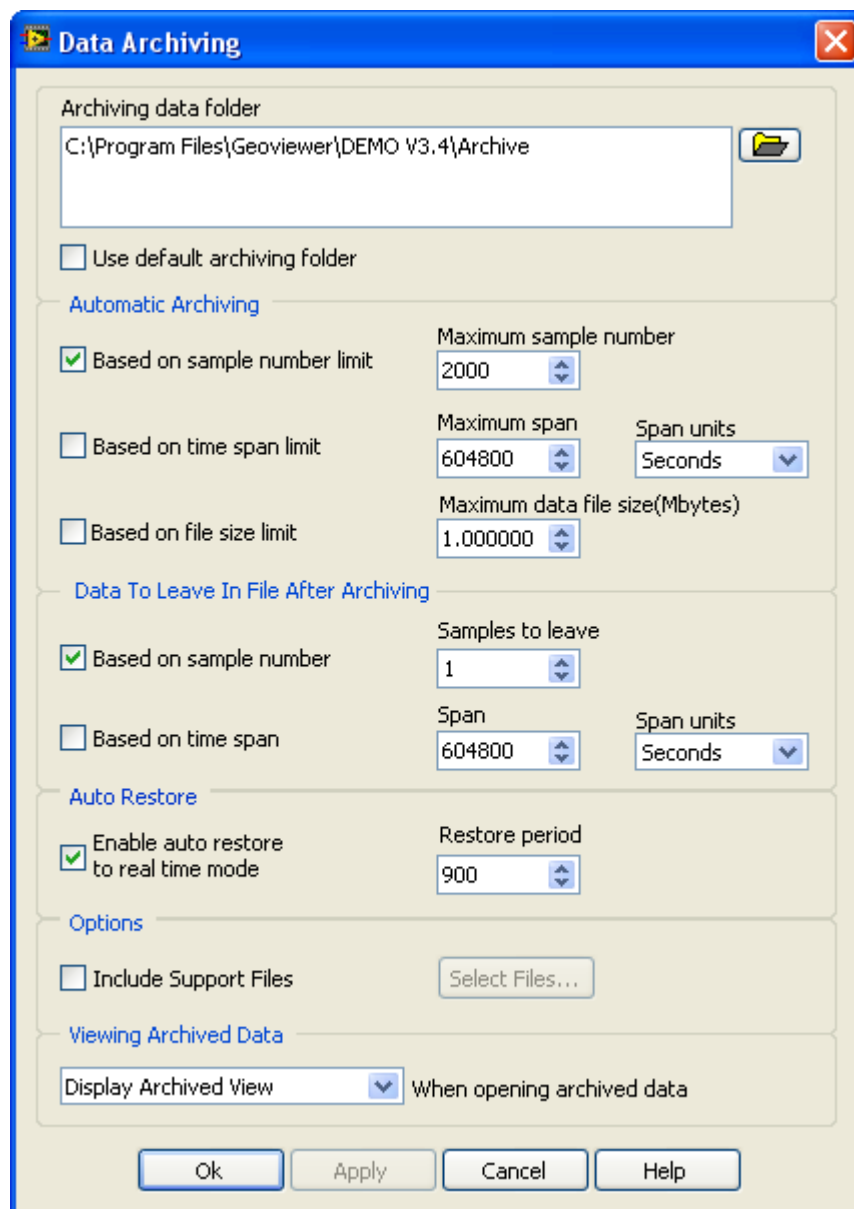 Data Archiving
Archiving data folder
C:\Program Files\Geoviewer\DEMO V3.4\Archive
Use default archiving folder
Automatic Archiving
Based on sample number limit
Maximum sample number
2000
Based on time span limit
Maximum span
604800
Span units
Seconds
Based on file size limit
Maximum data file size(Mbytes)
1.000000
Data To Leave In File After Archiving
Based on sample number
Samples to leave
1
Based on time span
Span
604800
Span units
Seconds
Auto Restore
Enable auto restore
to real time mode
Restore period
900
Options
Include Support Files
Select Files...
Viewing Archived Data
Display Archived View
When opening archived data
Ok
Apply
Cancel
Help